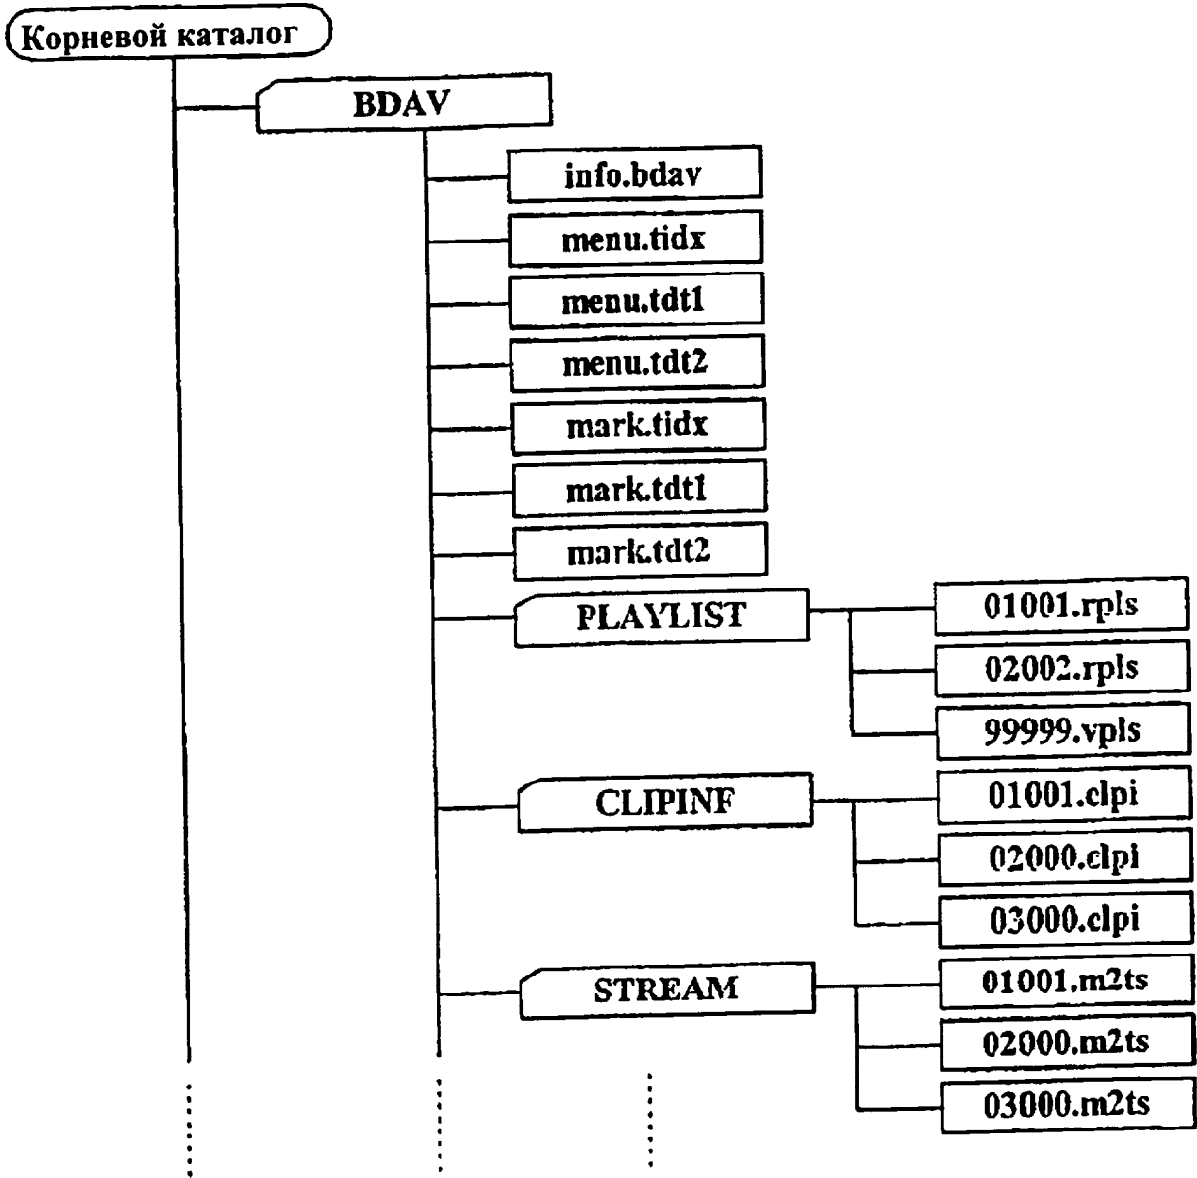 Корневой каталог
BDAV
info.bdav
menu.tidx
menu.tdt1
menu.tdt2
mark.tidx
mark.tdt1
mark.tdt2
PLAYLIST
01001.rpls
02002.rpls
99999.vpls
CLIPINF
01001.clpi
02000.clpi
03000.clpi
STREAM
01001.m2ts
02000.m2ts
03000.m2ts